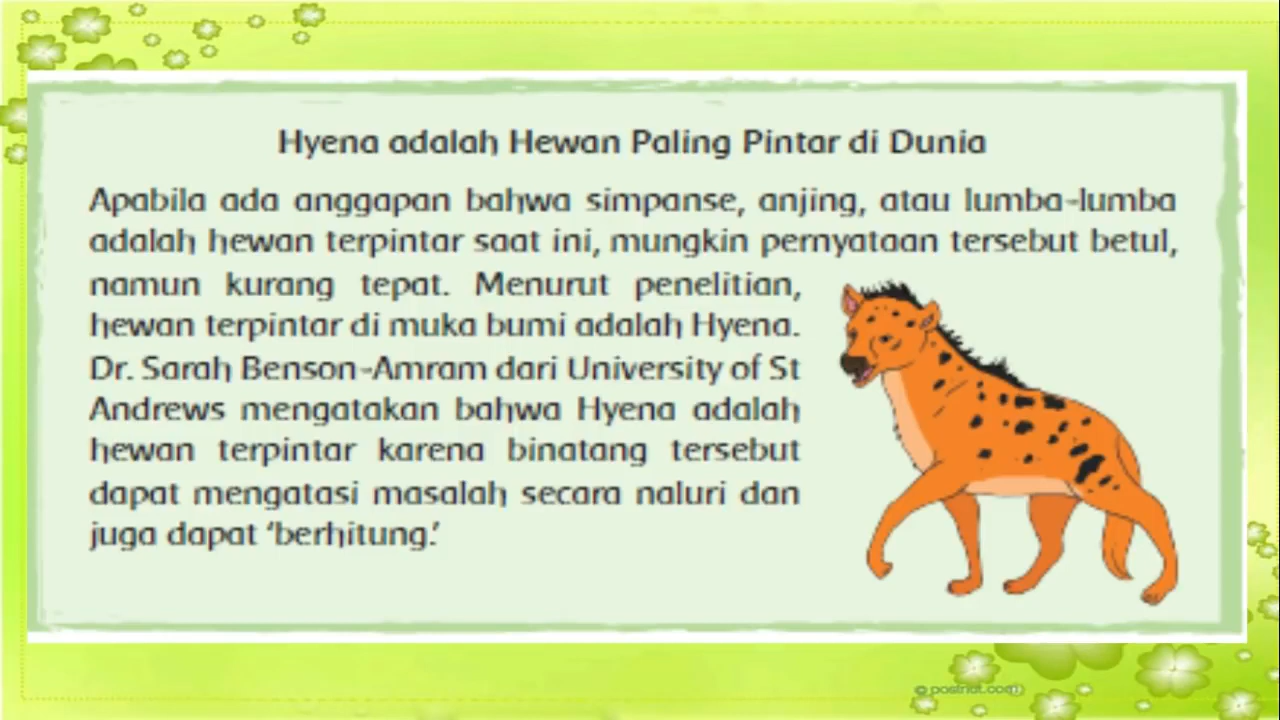 Hyena adalah Hewan Paling Pintar di Dunia
Apabila ada anggapan bahwa simpanse, anjing, atau lumba-lumba
adalah hewan terpintar saat ini, mungkin pernyataan tersebut betul,
namun kurang tepat. Menurut penelitian,
hewan terpintar di muka bumi adalah Hyena.
Dr. Sarah Benson-Amram dari University of St
Andrews mengatakan bahwa Hyena adalah
hewan terpintar karena binatang tersebut
dapat mengatasi masalah secara naluri dan
juga dapat ‘berhitung.’